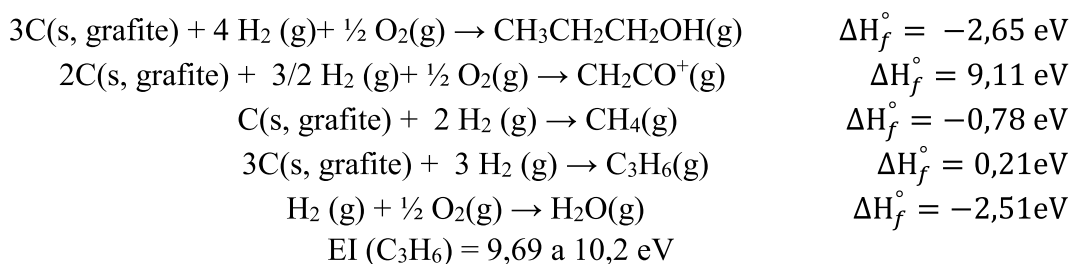 3C(s, grafite) + 4 H₂ (g)+ ½ O₂(g) → CH₃CH₂CH₂OH(g) ΔH°f = −2,65 eV
2C(s, grafite) + 3/2 H₂ (g)+ ½ O₂(g) → CH₂CO⁺(g) ΔH°f = 9,11 eV
C(s, grafite) + 2 H₂ (g) → CH₄(g) ΔH°f = −0,78 eV
3C(s, grafite) + 3 H₂ (g) → C₃H₆(g) ΔH°f = 0,21eV
H₂ (g) + ½ O₂(g) → H₂O(g) ΔH°f = −2,51eV
EI (C₃H₆) = 9,69 a 10,2 eV